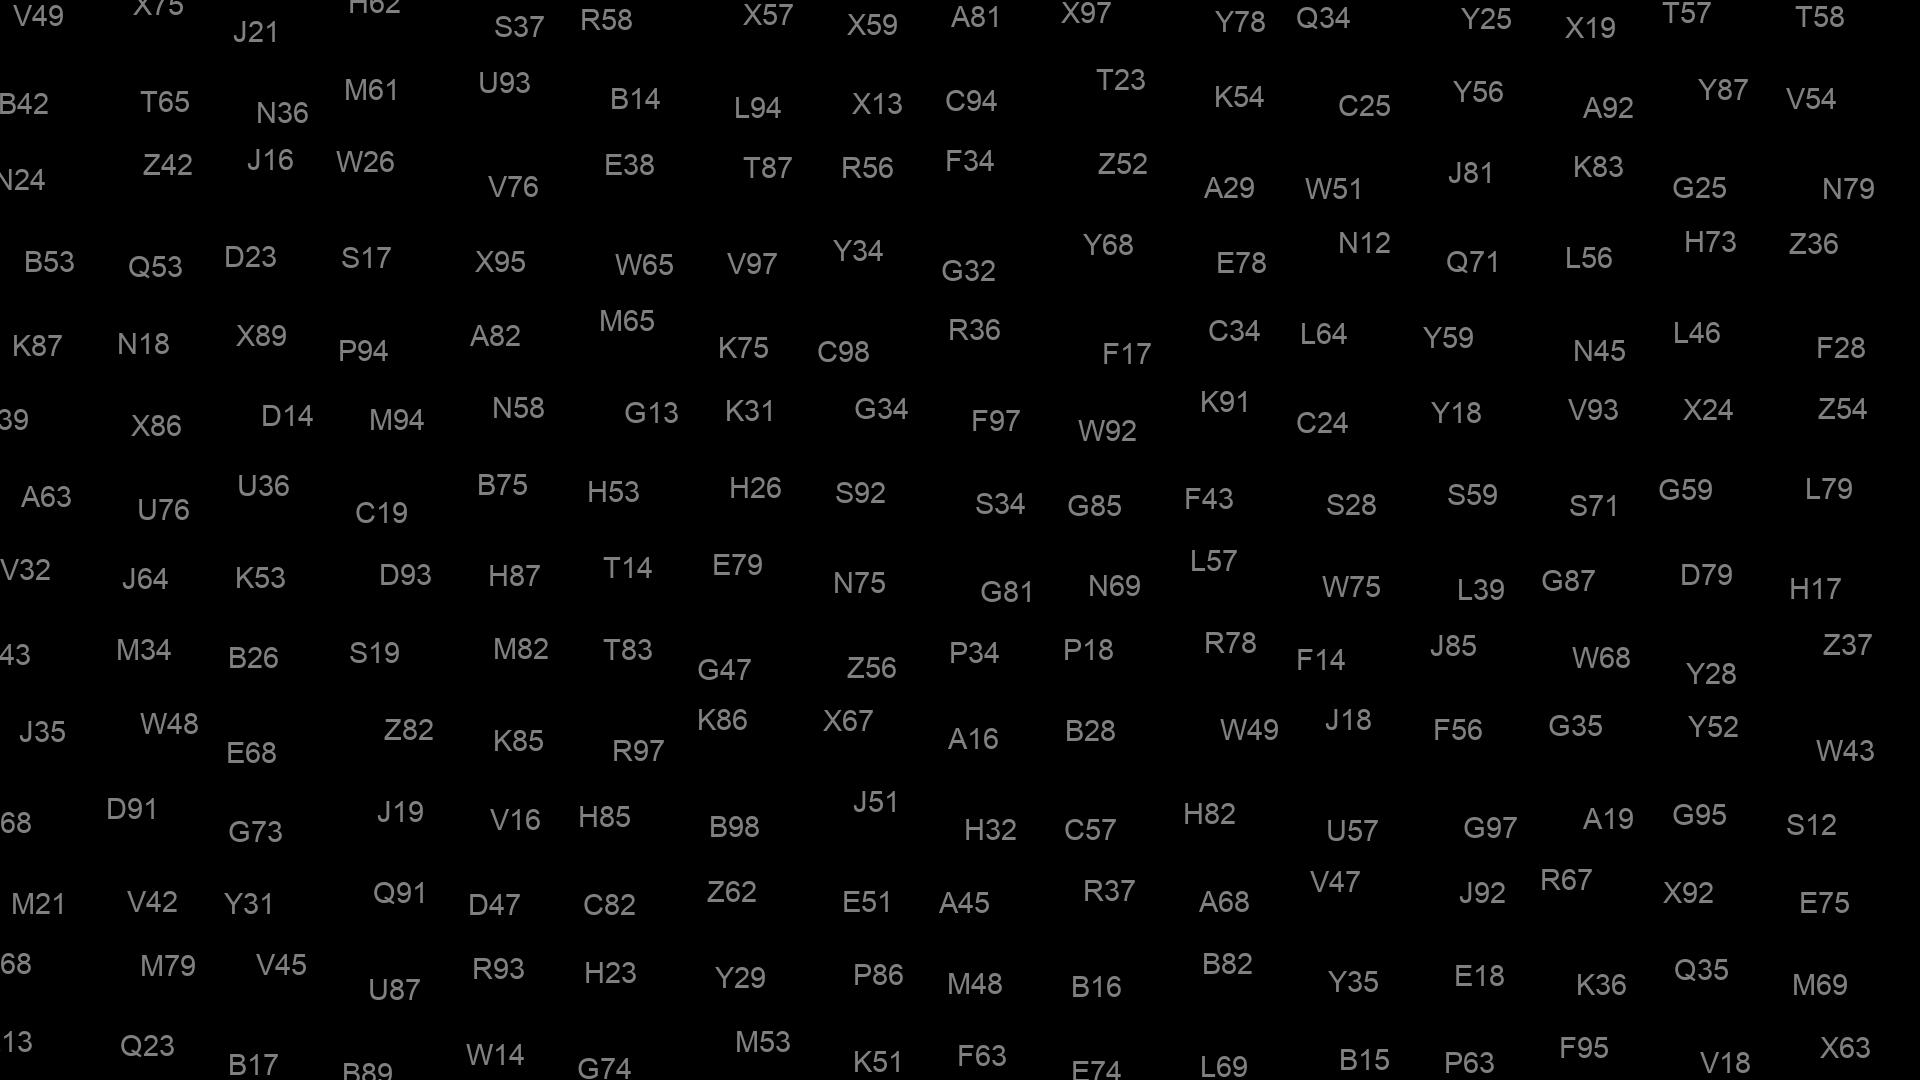 V49 X75 J21 H62 S37 R58 X57 X59 A81 X97 Y78 Q34 Y25 X19 T57 T58
B42 T65 N36 M61 U93 B14 L94 X13 C94 T23 K54 C25 Y56 A92 Y87 V54
N24 Z42 J16 W26 V76 E38 T87 R56 F34 Z52 A29 W51 J81 K83 G25 N79
B53 Q53 D23 S17 X95 W65 V97 Y34 G32 Y68 E78 N12 Q71 L56 H73 Z36
K87 N18 X89 P94 A82 M65 K75 C98 R36 F17 C34 L64 Y59 N45 L46 F28
39 X86 D14 M94 N58 G13 K31 G34 F97 W92 K91 C24 Y18 V93 X24 Z54
A63 U76 U36 C19 B75 H53 H26 S92 S34 G85 F43 S28 S59 S71 G59 L79
V32 J64 K53 D93 H87 T14 E79 N75 G81 N69 L57 W75 L39 G87 D79 H17
43 M34 B26 S19 M82 T83 G47 Z56 P34 P18 R78 F14 J85 W68 Y28 Z37
J35 W48 E68 Z82 K85 R97 K86 X67 A16 B28 W49 J18 F56 G35 Y52 W43
68 D91 G73 J19 V16 H85 B98 J51 H32 C57 H82 U57 G97 A19 G95 S12
M21 V42 Y31 Q91 D47 C82 Z62 E51 A45 R37 A68 V47 J92 R67 X92 E75
68 M79 V45 U87 R93 H23 Y29 P86 M48 B16 B82 Y35 E18 K36 Q35 M69
13 Q23 B17 B89 W14 G74 M53 K51 F63 E74 L69 B15 P63 F95 V18 X63